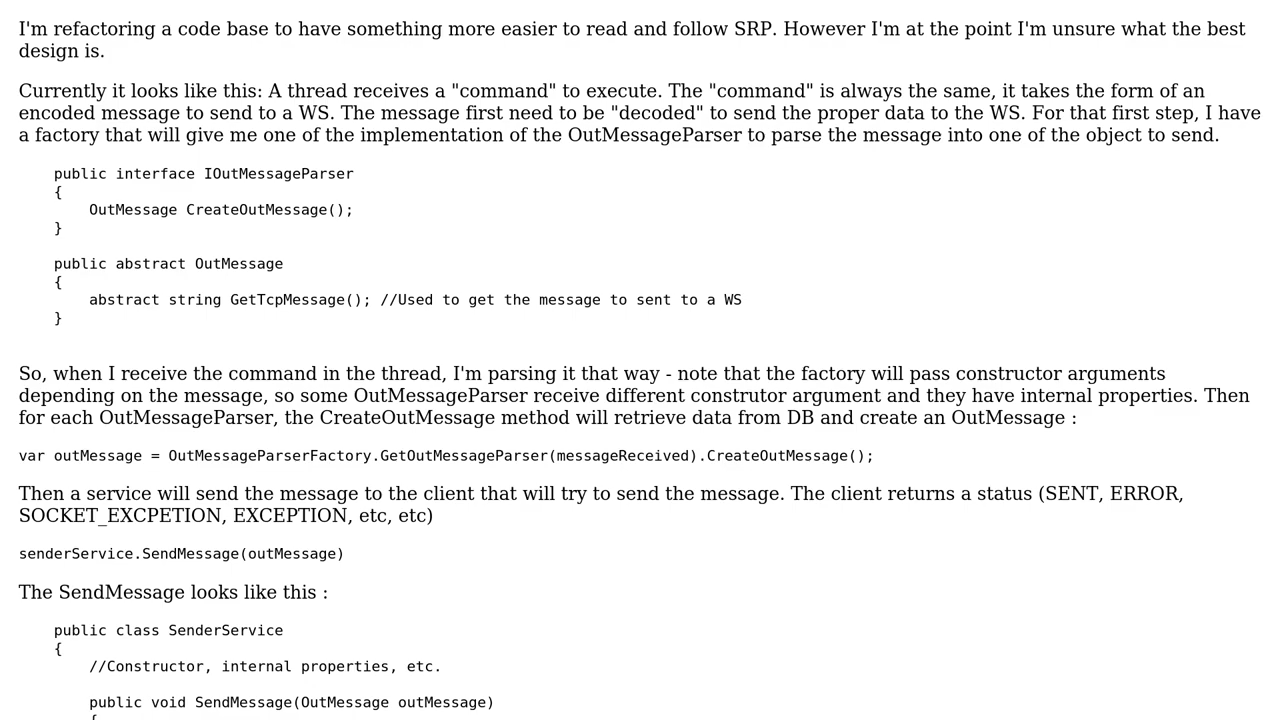 I'm refactoring a code base to have something more easier to read and follow SRP. However I'm at the point I'm unsure what the best
design is.
Currently it looks like this: A thread receives a "command" to execute. The "command" is always the same, it takes the form of an
encoded message to send to a WS. The message first need to be "decoded" to send the proper data to the WS. For that first step, I have
a factory that will give me one of the implementation of the OutMessageParser to parse the message into one of the object to send.
public interface IOutMessageParser
{
OutMessage CreateOutMessage();
}
public abstract OutMessage
{
abstract string GetTcpMessage(); //Used to get the message to sent to a WS
}
So, when I receive the command in the thread, I'm parsing it that way - note that the factory will pass constructor arguments
depending on the message, so some OutMessageParser receive different construtor argument and they have internal properties. Then
for each OutMessageParser, the CreateOutMessage method will retrieve data from DB and create an OutMessage :
var outMessage = OutMessageParserFactory.GetOutMessageParser(messageReceived).CreateOutMessage();
Then a service will send the message to the client that will try to send the message. The client returns a status (SENT, ERROR,
SOCKET_EXCPETION, EXCEPTION, etc, etc)
senderService.SendMessage(outMessage)
The SendMessage looks like this :
public class SenderService
{
//Constructor, internal properties, etc.
public void SendMessage(OutMessage outMessage)
{